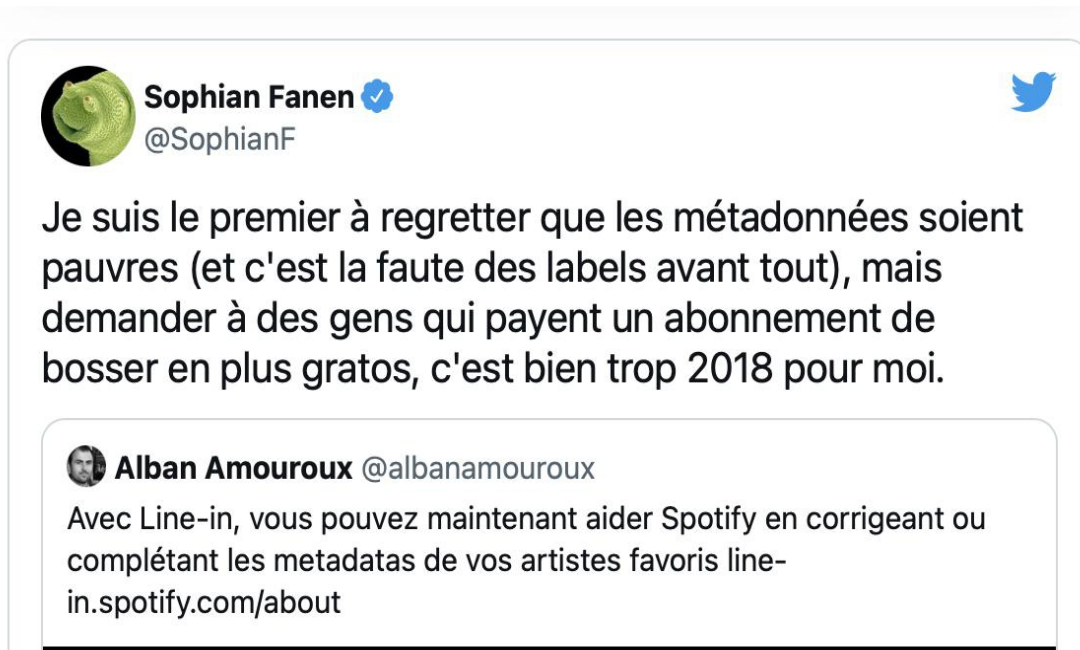 Sophian Fanen
@SophianF
Je suis le premier à regretter que les métadonnées soient
pauvres (et c'est la faute des labels avant tout), mais
demander à des gens qui payent un abonnement de
bosser en plus gratos, c'est bien trop 2018 pour moi.
Alban Amouroux @albanamouroux
Avec Line-in, vous pouvez maintenant aider Spotify en corrigeant ou
complétant les metadatas de vos artistes favoris line-
in.spotify.com/about